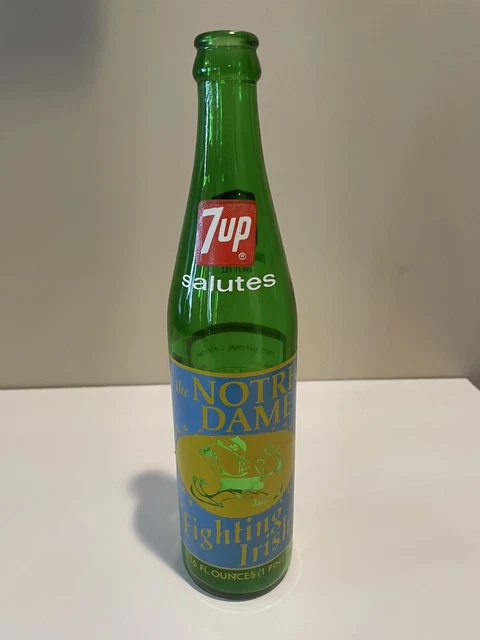 7up®
salutes
the NOTRE
DAME
Fighting
Irish
16 FL. OUNCES (1 PINT)